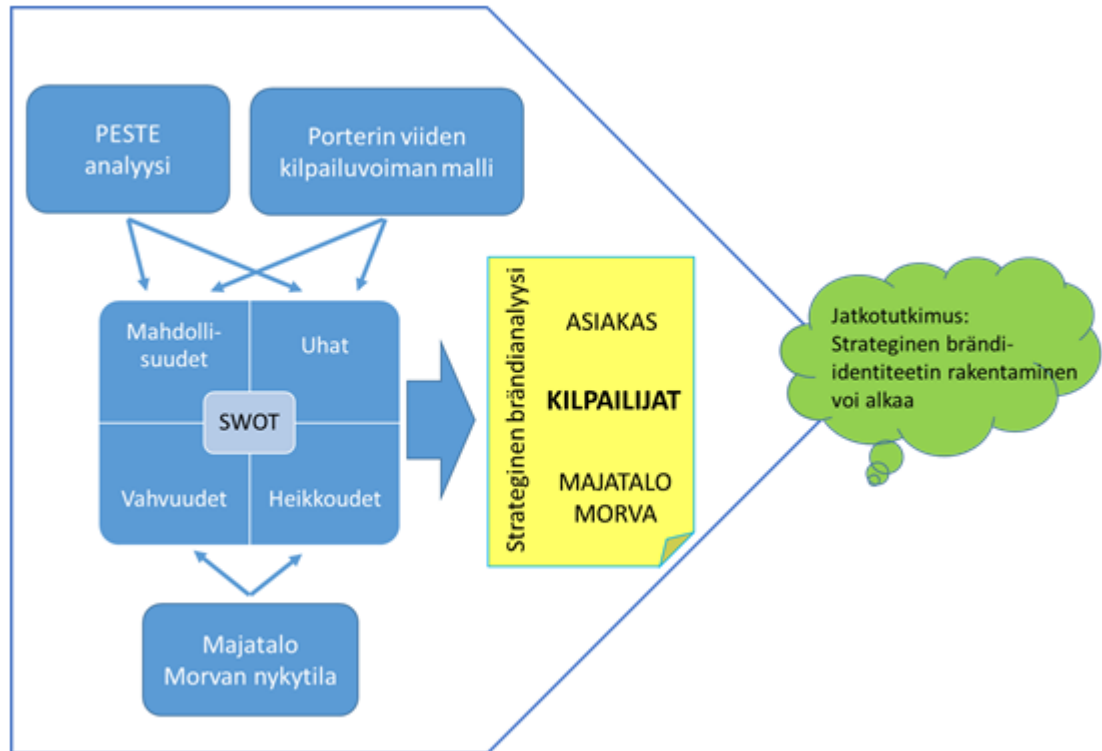 PESTE
analyysi
Porterin viiden
kilpailuvoiman malli
Mahdolli-
suudet
Uhat
SWOT
Vahvuudet
Heikkoudet
Majatalo
Morvan nykytila
Strateginen brändianalyysi
ASIAKAS
KILPAILIJAT
MAJATALO
MORVA
Jatkotutkimus:
Strateginen brändi-
identiteetin rakentaminen
voi alkaa